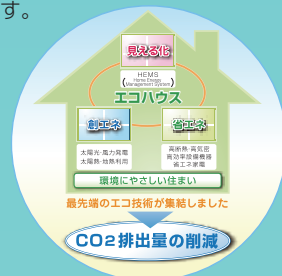 す。
見える化
(HEMS
Home Energy
Management System)
エコハウス
創エネ
太陽光・風力発電
太陽熱・地熱利用
省エネ
高断熱・高気密
高効率設備機器
省エネ家電
環境にやさしい住まい
最先端のエコ技術が集結しました
CO2排出量の削減